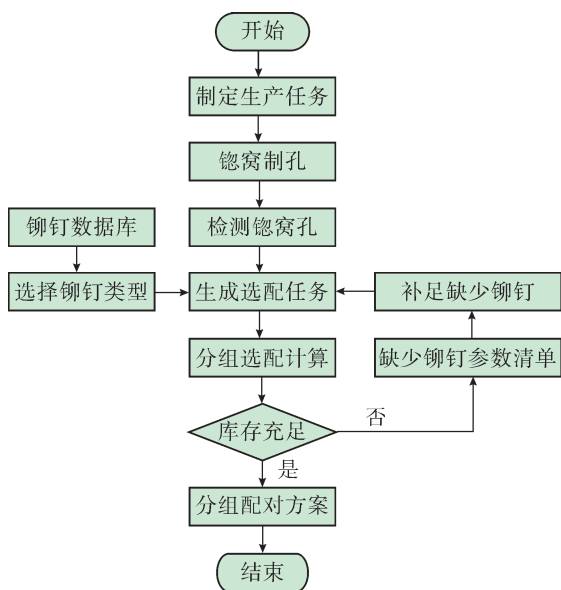 开始
制定生产任务
锪窝制孔
铆钉数据库
检测锪窝孔
选择铆钉类型
生成选配任务
补足缺少铆钉
分组选配计算
缺少铆钉参数清单
库存充足
否
是
分组配对方案
结束